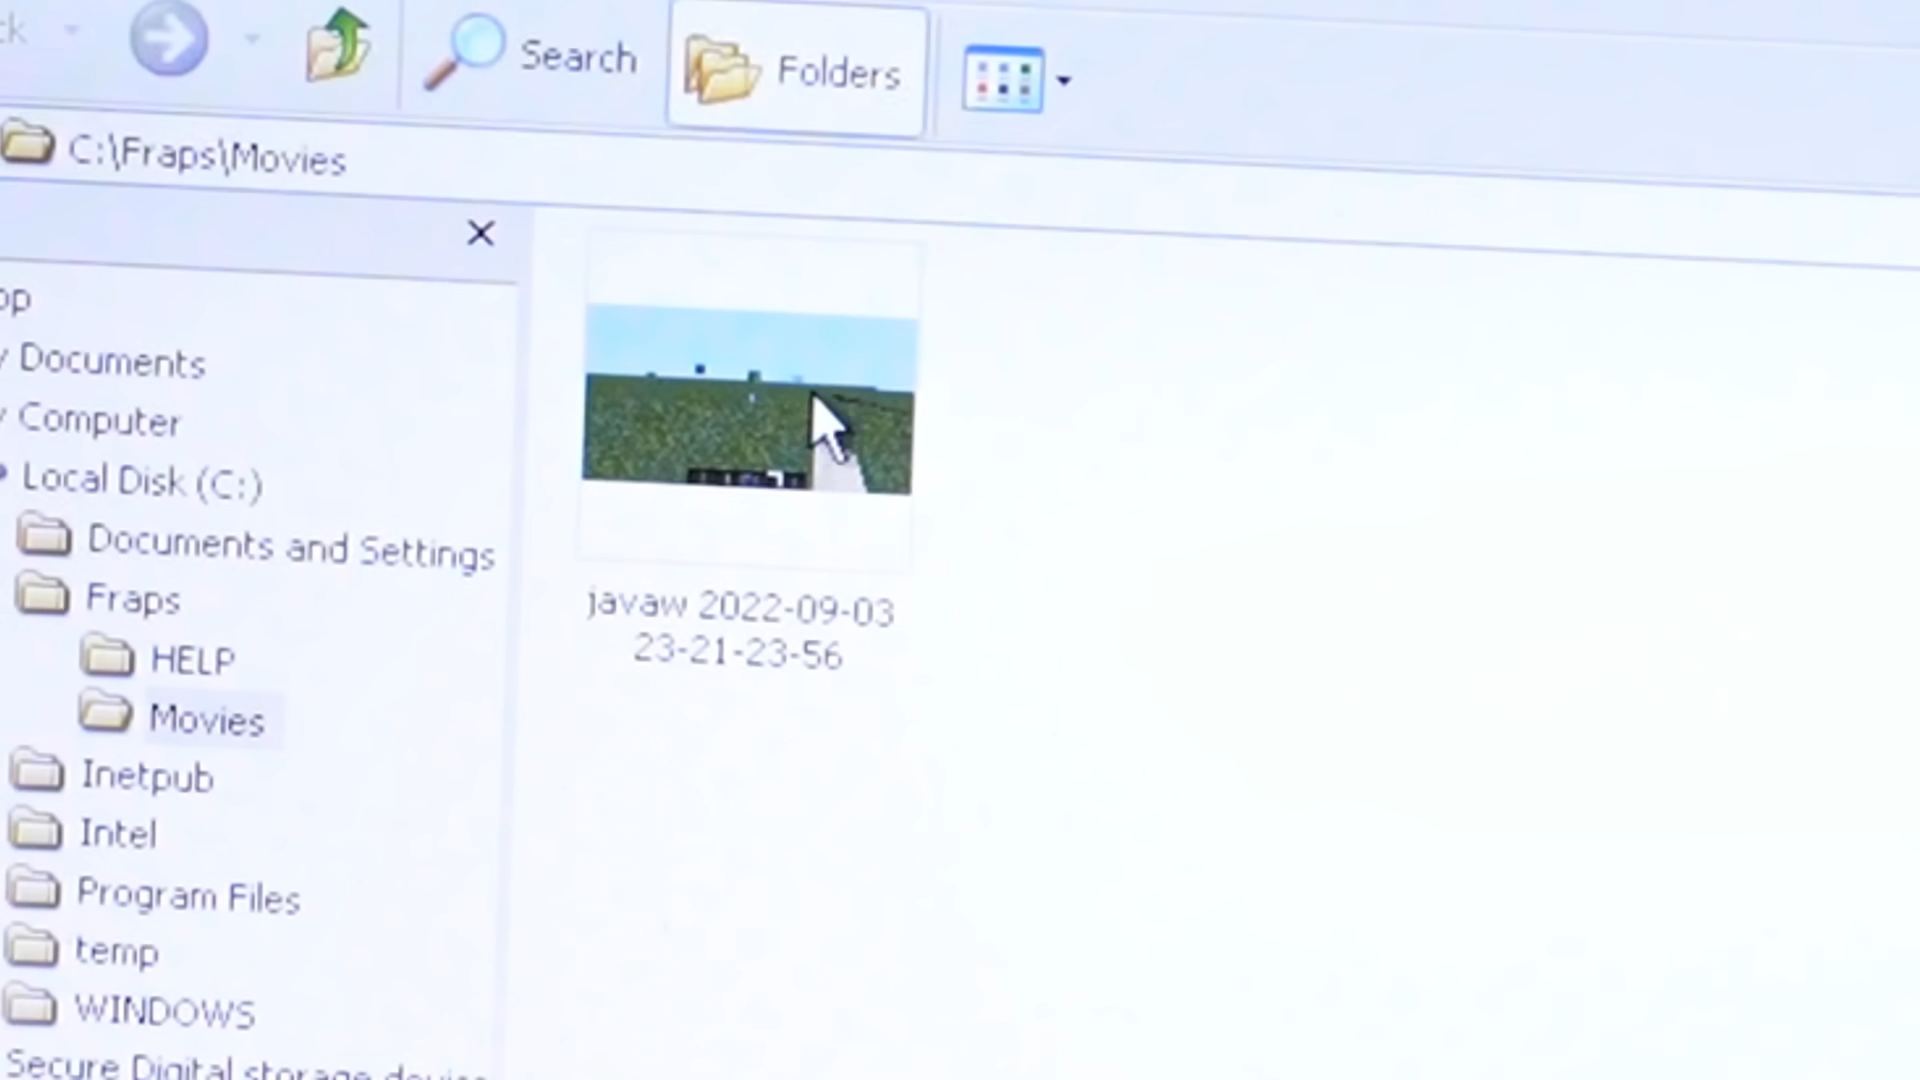 ck
Search
Folders
C:\Fraps\Movies
op
y Documents
y Computer
Local Disk (C:)
Documents and Settings
Fraps
HELP
Movies
Inetpub
Intel
Program Files
temp
WINDOWS
Secure Digital storage device
javaw 2022-09-03
23-21-23-56